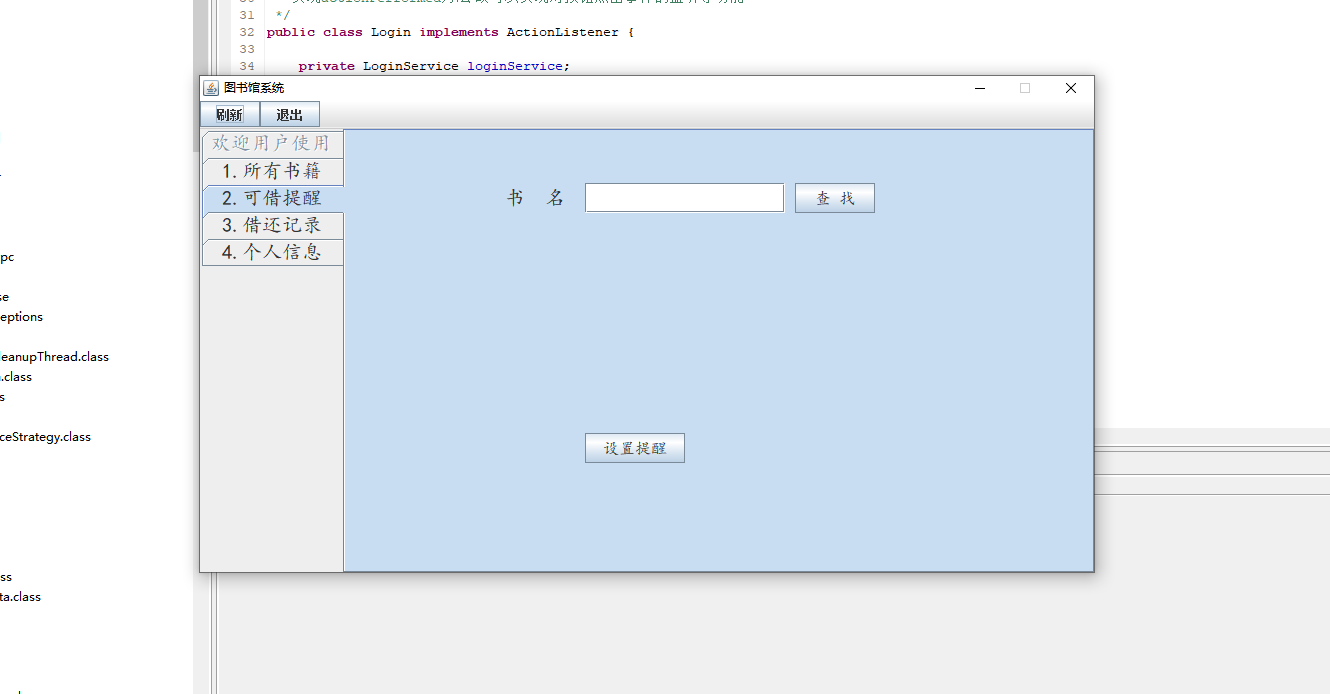 31 */
32 public class Login implements ActionListener {
33
34 private LoginService loginService;
图书馆系统
刷新 退出
欢迎用户使用
1. 所有书籍
2. 可借提醒
3. 借还记录
4. 个人信息
书 名
查 找
设置提醒
pc
se
eptions
leanupThread.class
.class
s
ceStrategy.class
ss
ta.class